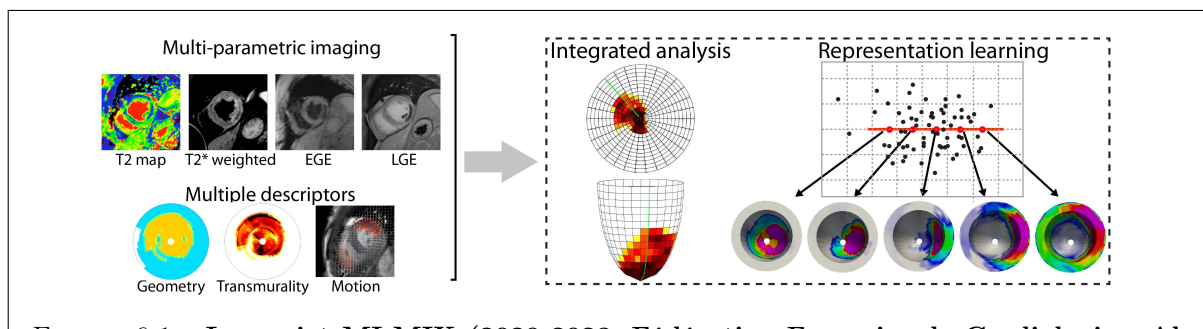 Multi-parametric imaging
T2 map T2* weighted EGE LGE
Multiple descriptors
Geometry Transmurality Motion
Integrated analysis
Representation learning